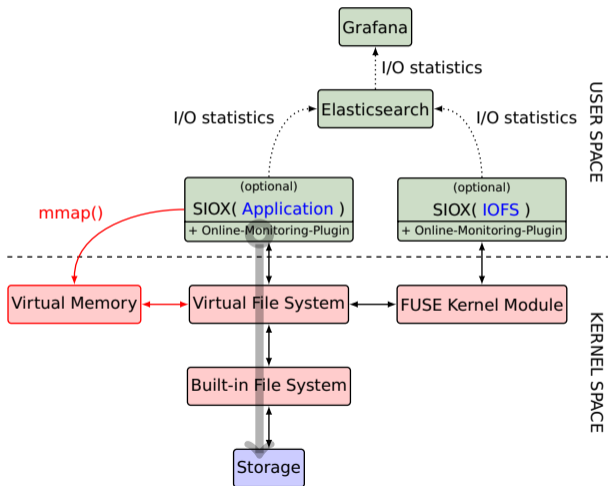 Grafana
I/O statistics
Elasticsearch
I/O statistics
I/O statistics
USER SPACE
(optional)
SIOX( Application )
+ Online-Monitoring-Plugin
(optional)
SIOX( IOFS )
+ Online-Monitoring-Plugin
mmap()
Virtual Memory
Virtual File System
FUSE Kernel Module
KERNEL SPACE
Built-in File System
Storage